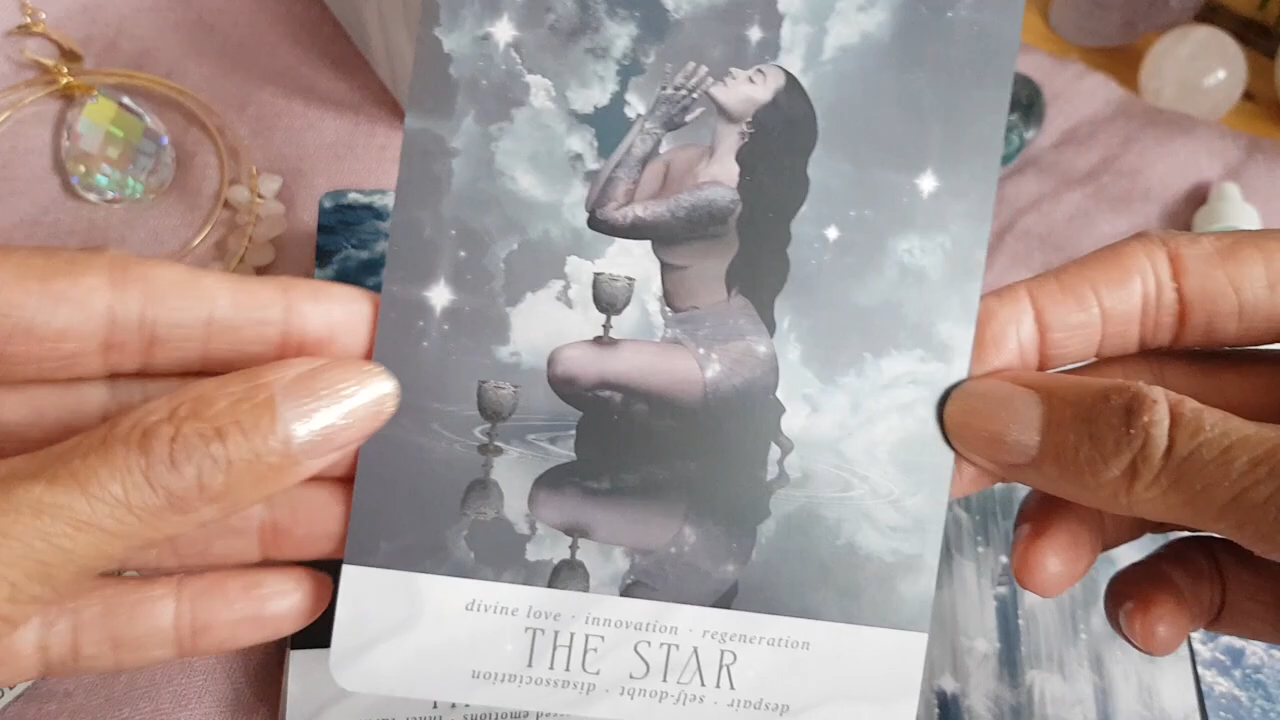 divine love · innovation · regeneration
THE STAR
despair · self-doubt · disassociation